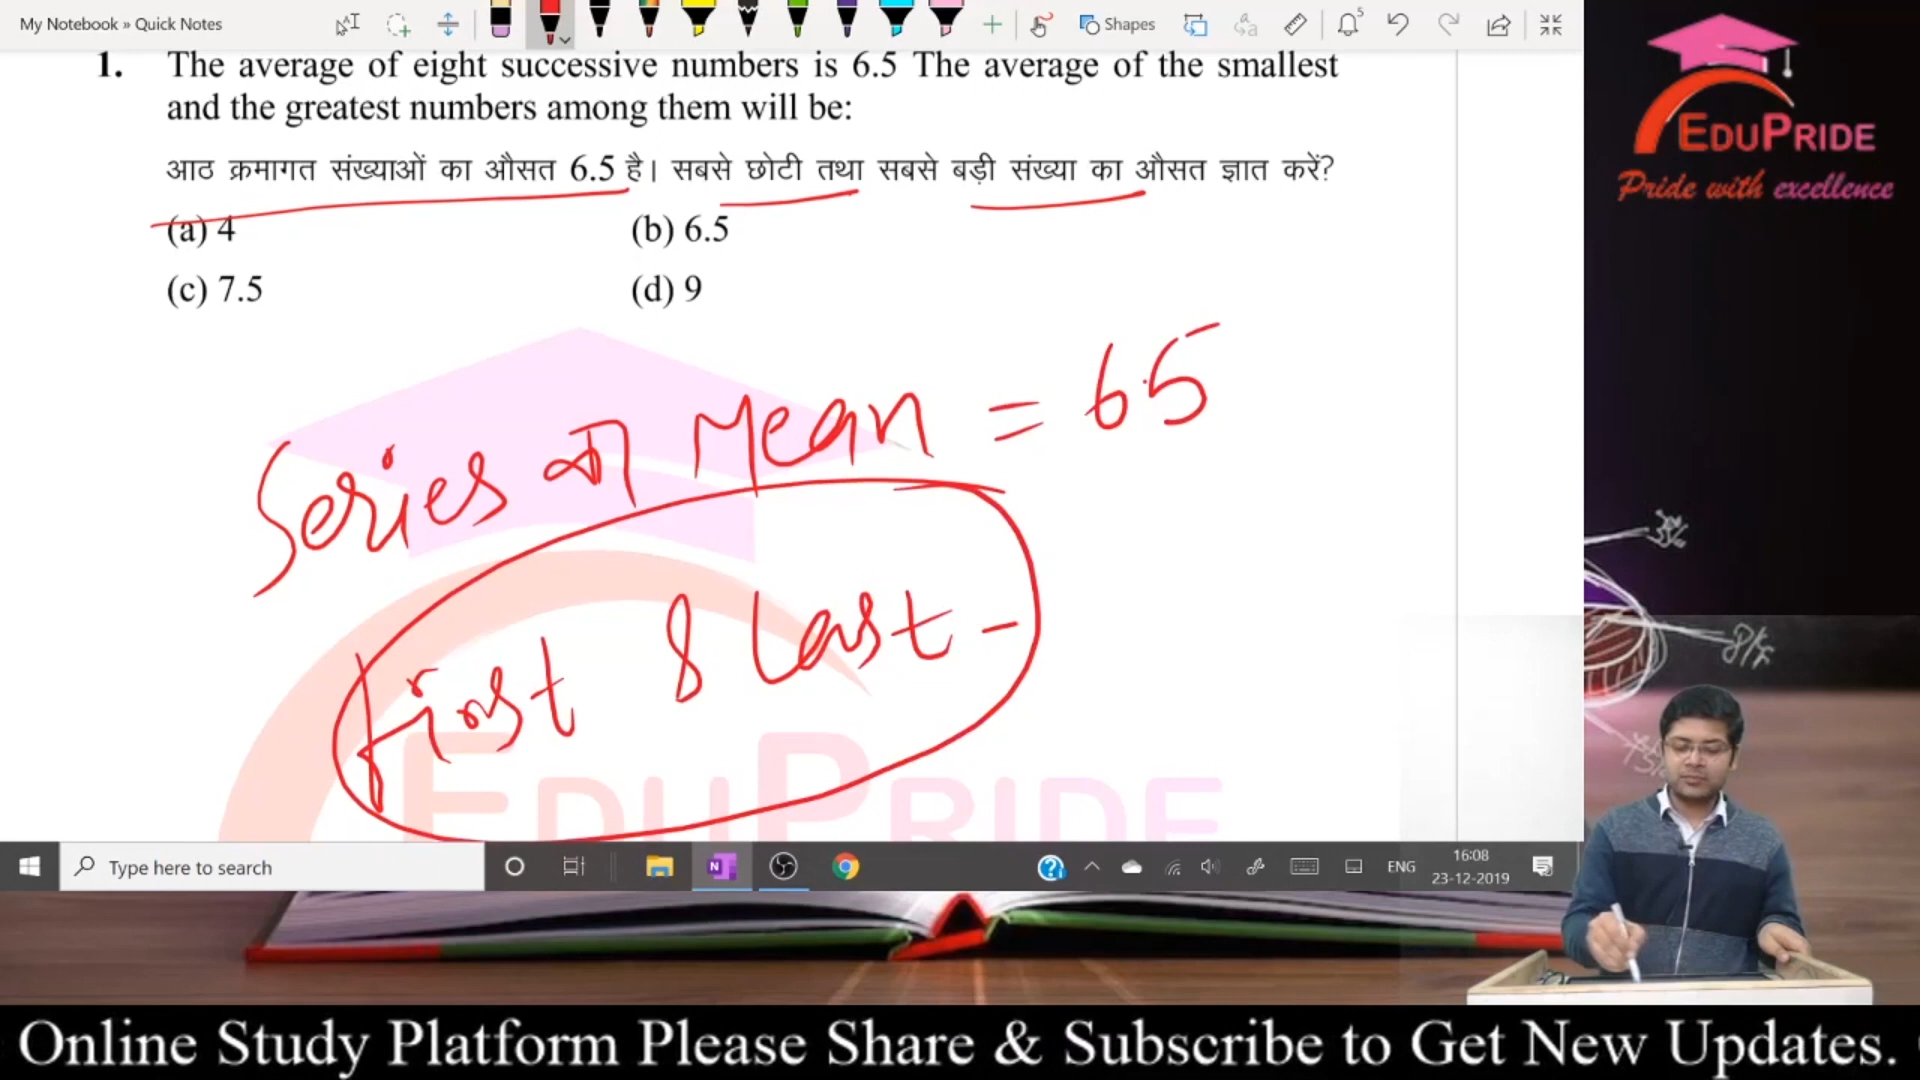 My Notebook » Quick Notes
Shapes
5
1. The average of eight successive numbers is 6.5 The average of the smallest
and the greatest numbers among them will be:
आठ क्रमागत संख्याओं का औसत 6.5 है। सबसे छोटी तथा सबसे बड़ी संख्या का औसत ज्ञात करें?
(a) 4 (b) 6.5
(c) 7.5 (d) 9
Series का Mean = 6.5
First & Last -
EDUPRIDE
EDUPRIDE
Pride with excellence
Type here to search
ENG
16:08
23-12-2019
Online Study Platform Please Share & Subscribe to Get New Updates.